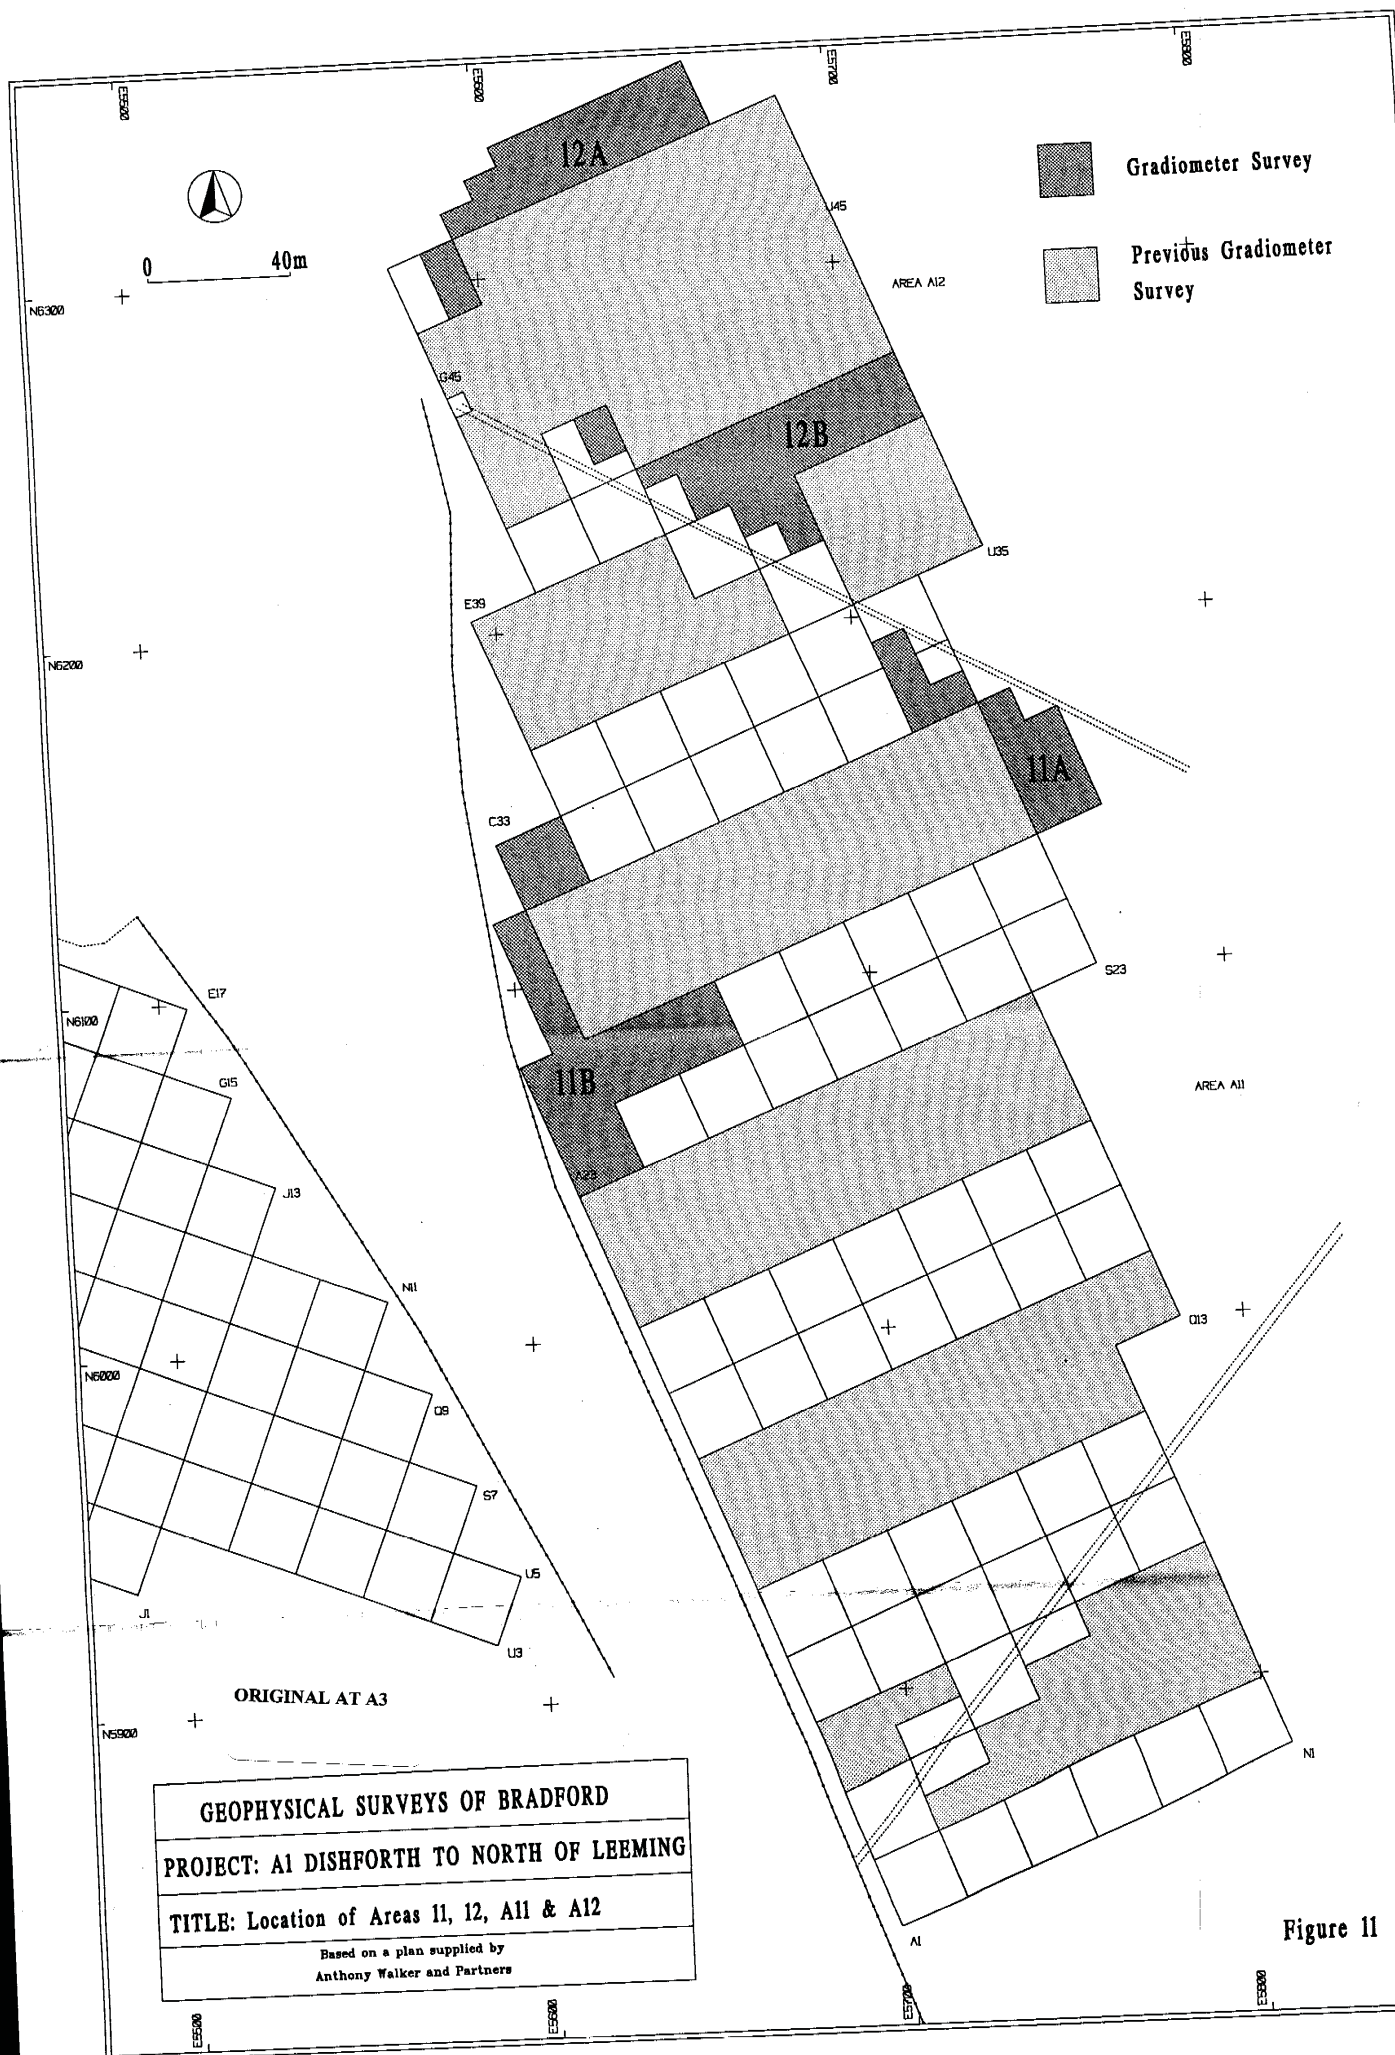 E5500
E5600
E5700
E5800
12A
Gradiometer Survey
0 40m
J45
Previous Gradiometer
Survey
AREA A12
N6300
G45
12B
U35
E39
N6200
11A
C33
S23
E17
N6100
G15
11B
AREA A11
A23
J13
N11
Q13
N6000
Q9
S7
U5
J1
U3
ORIGINAL AT A3
N5900
N1
GEOPHYSICAL SURVEYS OF BRADFORD
PROJECT: A1 DISHFORTH TO NORTH OF LEEMING
TITLE: Location of Areas 11, 12, A11 & A12
Based on a plan supplied by
Anthony Walker and Partners
A1
Figure 11
E5500
E5600
E5700
E5800